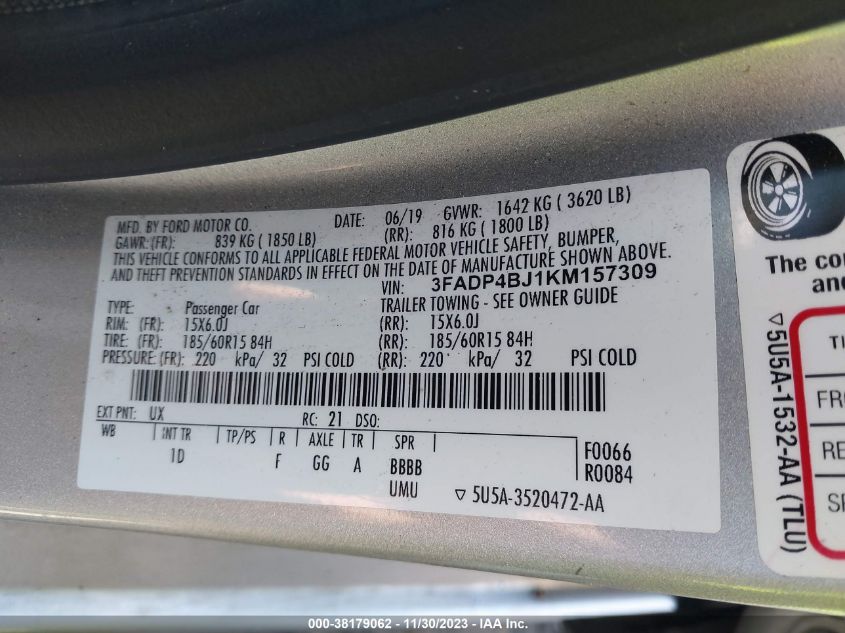 MFD. BY FORD MOTOR CO. DATE: 06/19 GVWR: 1642 KG ( 3620 LB)
GAWR: (FR): 839 KG ( 1850 LB) (RR): 816 KG ( 1800 LB)
THIS VEHICLE CONFORMS TO ALL APPLICABLE FEDERAL MOTOR VEHICLE SAFETY, BUMPER,
AND THEFT PREVENTION STANDARDS IN EFFECT ON THE DATE OF MANUFACTURE SHOWN ABOVE.
VIN: 3FADP4BJ1KM157309
TYPE: Passenger Car TRAILER TOWING - SEE OWNER GUIDE
RIM: (FR): 15X6.0J (RR): 15X6.0J
TIRE: (FR): 185/60R15 84H (RR): 185/60R15 84H
PRESSURE: (FR): 220 kPa/ 32 PSI COLD (RR): 220 kPa/ 32 PSI COLD
EXT PNT: UX RC: 21 DSO:
WB INT TR TP/PS R AXLE TR SPR F0066
1D F GG A BBBB R0084
UMU ▽ 5U5A-3520472-AA
The co
an
▽5U5A-1532-AA (TLU)
TI
FRO
RE
SP
000-38179062 - 11/30/2023 - IAA Inc.